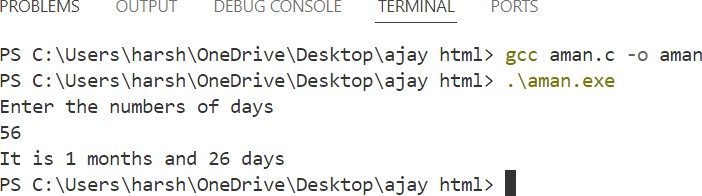 PROBLEMS OUTPUT DEBUG CONSOLE TERMINAL PORTS
PS C:\Users\harsh\OneDrive\Desktop\ajay html> gcc aman.c -o aman
PS C:\Users\harsh\OneDrive\Desktop\ajay html> .\aman.exe
Enter the numbers of days
56
It is 1 months and 26 days
PS C:\Users\harsh\OneDrive\Desktop\ajay html>